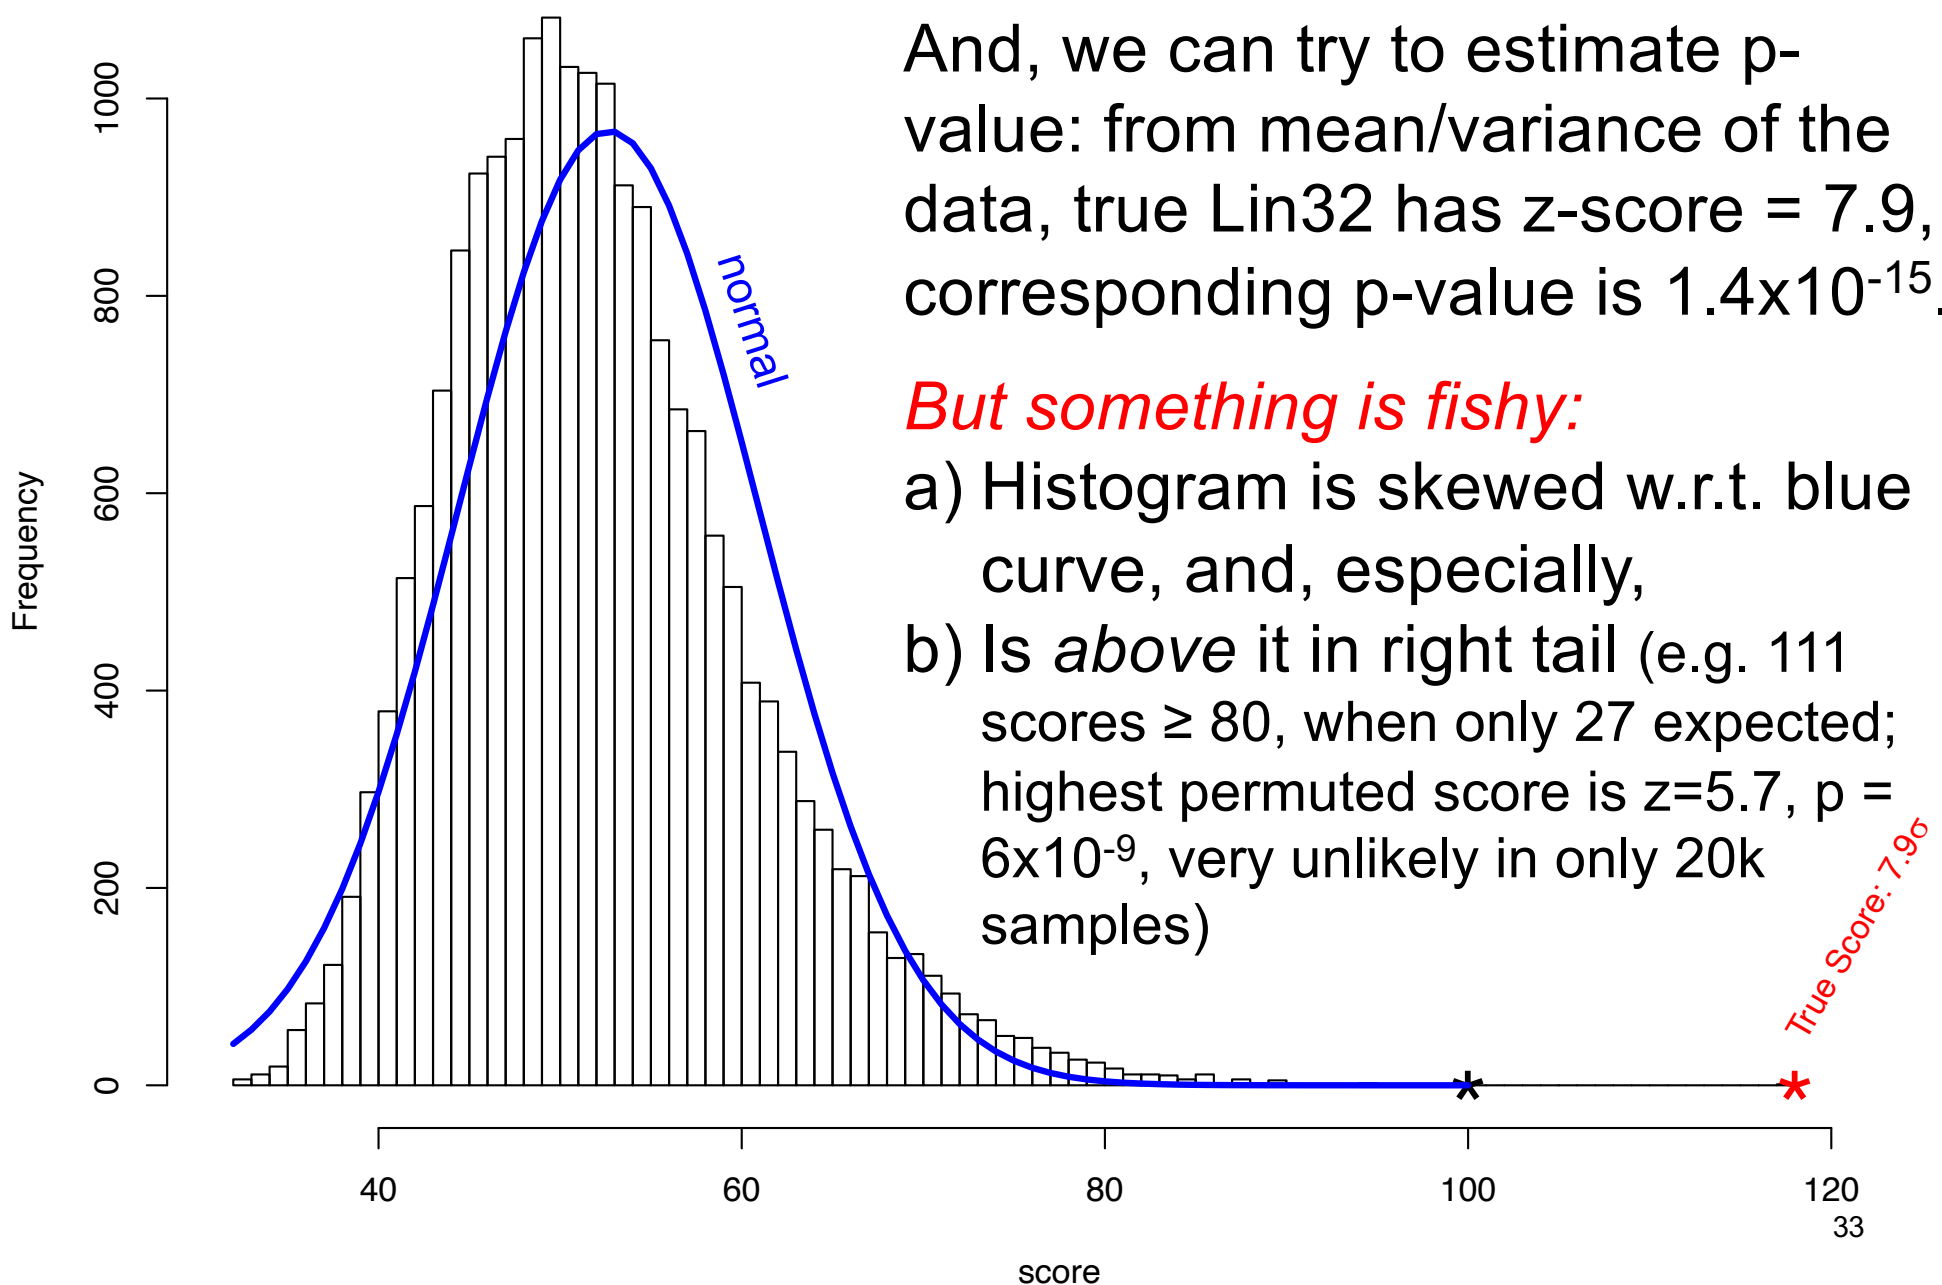 And, we can try to estimate p-
value: from mean/variance of the
data, true Lin32 has z-score = 7.9,
corresponding p-value is 1.4x10⁻¹⁵.
But something is fishy:
a) Histogram is skewed w.r.t. blue
curve, and, especially,
b) Is above it in right tail (e.g. 111
scores ≥ 80, when only 27 expected;
highest permuted score is z=5.7, p =
6x10⁻⁹, very unlikely in only 20k
samples)
normal
True Score: 7.9σ
*
*
Frequency
1000
800
600
400
200
0
40
60
80
100
120
score
33